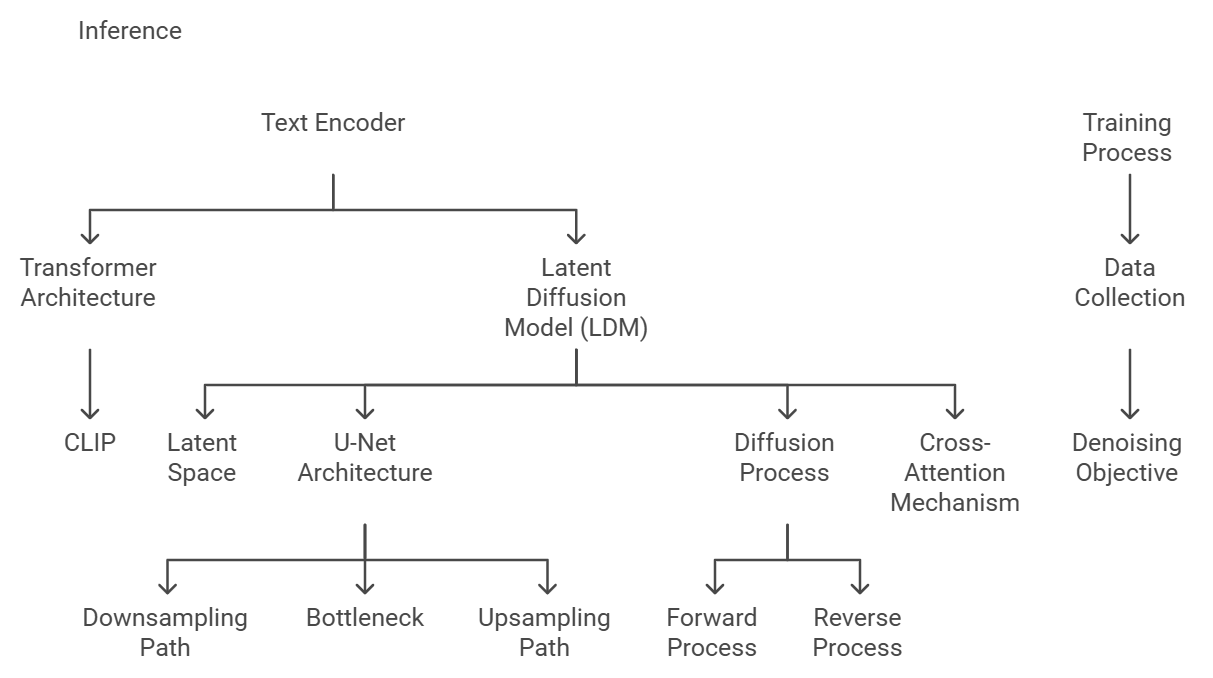 Inference
Text Encoder
Training
Process
Transformer
Architecture
Latent
Diffusion
Model (LDM)
Data
Collection
CLIP
Latent
Space
U-Net
Architecture
Diffusion
Process
Cross-
Attention
Mechanism
Denoising
Objective
Downsampling
Path
Bottleneck
Upsampling
Path
Forward
Process
Reverse
Process